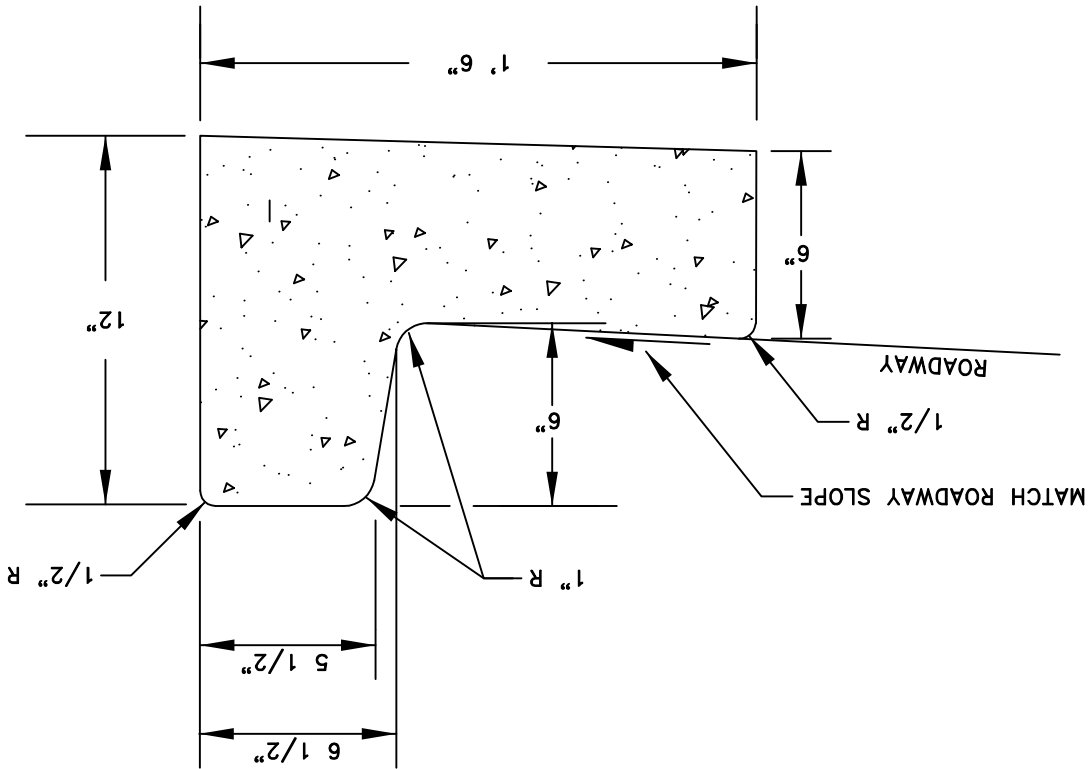 6 1/2"
5 1/2"
1" R
1/2" R
MATCH ROADWAY SLOPE
1/2" R
6"
ROADWAY
12"
6"
1' 6"